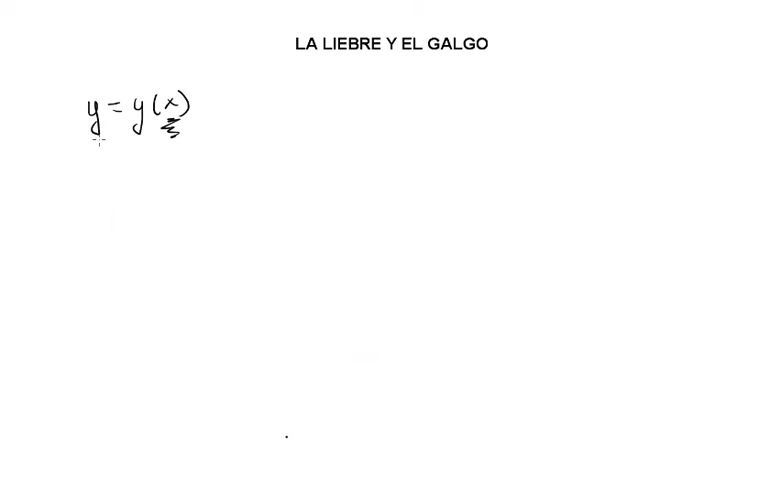 LA LIEBRE Y EL GALGO
y = y(x)